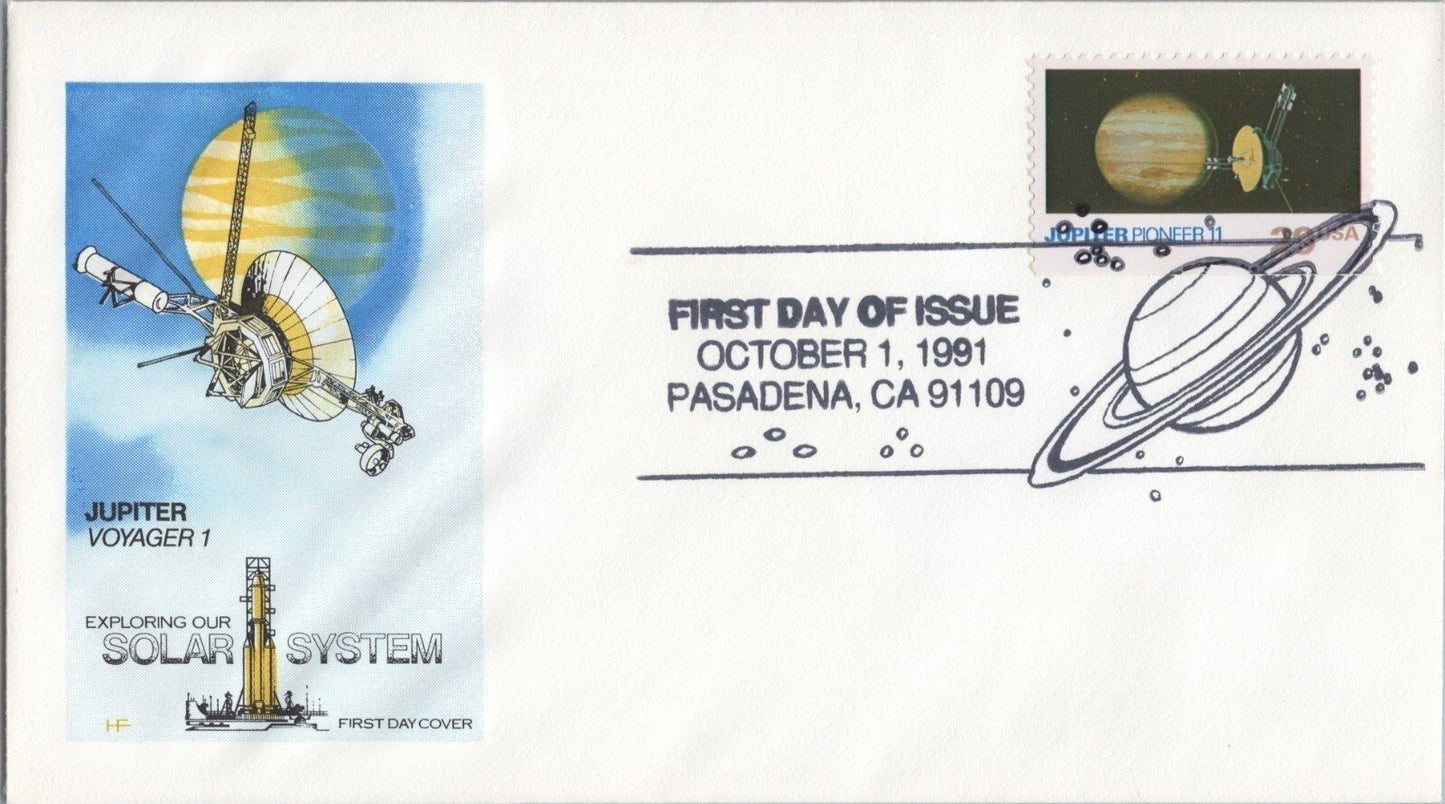 JUPITER PIONEER 11 29 USA
FIRST DAY OF ISSUE
OCTOBER 1, 1991
PASADENA, CA 91109
JUPITER
VOYAGER 1
EXPLORING OUR
SOLAR SYSTEM
HF
FIRST DAY COVER